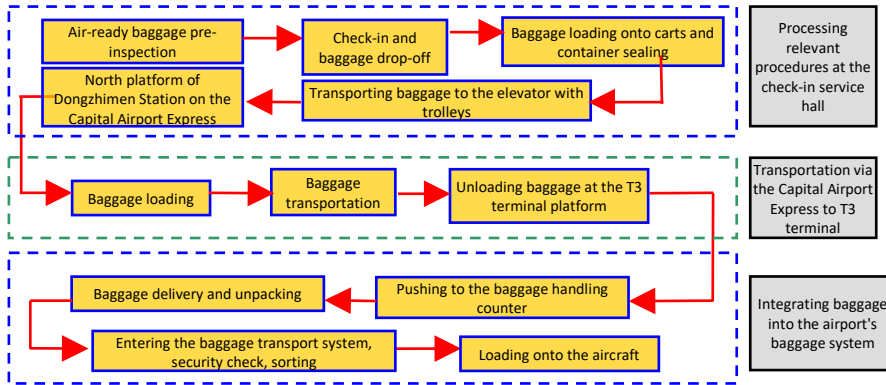 Air-ready baggage pre-
inspection
Check-in and
baggage drop-off
Baggage loading onto carts and
container sealing
Transporting baggage to the elevator with
trolleys
North platform of
Dongzhimen Station on the
Capital Airport Express
Processing
relevant
procedures at the
check-in service
hall
Baggage loading
Baggage
transportation
Unloading baggage at the T3
terminal platform
Transportation via
the Capital Airport
Express to T3
terminal
Pushing to the baggage handling
counter
Baggage delivery and unpacking
Entering the baggage transport system,
security check, sorting
Loading onto the aircraft
Integrating baggage
into the airport's
baggage system